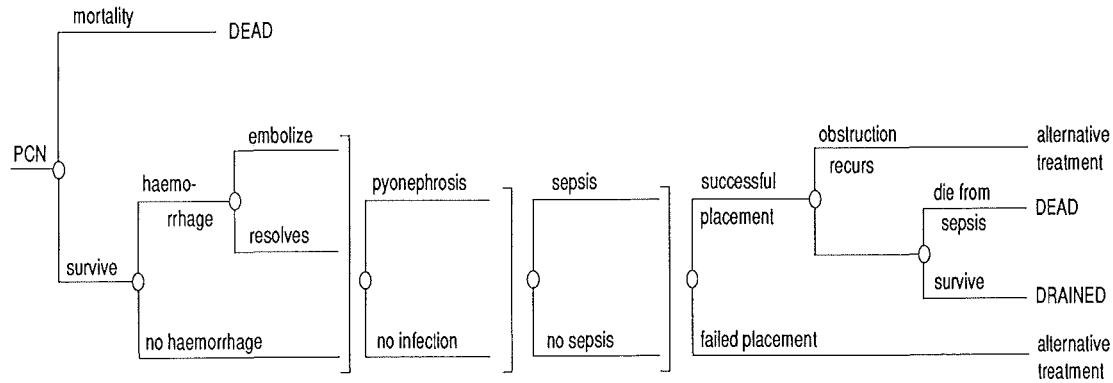 mortality
DEAD
PCN
survive
haemo-
rrhage
no haemorrhage
embolize
resolves
pyonephrosis
no infection
sepsis
no sepsis
successful
placement
failed placement
obstruction
recurs
alternative
treatment
die from
sepsis
DEAD
survive
DRAINED
alternative
treatment